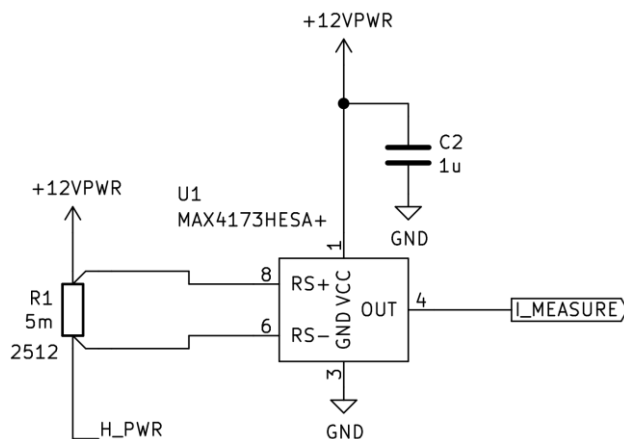 +12VPWR
C2
1u
GND
+12VPWR
U1
MAX4173HESA+
1
8
RS+
VCC
R1
5m
2512
6
RS-
GND
OUT
4
I_MEASURE
3
GND
H_PWR